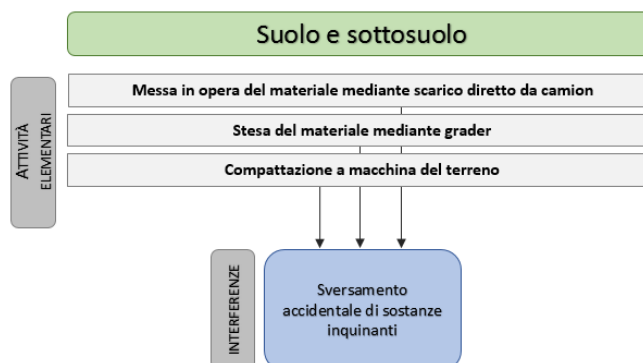 Suolo e sottosuolo
ATTIVITÀ
ELEMENTARI
Messa in opera del materiale mediante scarico diretto da camion
Stesa del materiale mediante grader
Compattazione a macchina del terreno
INTERFERENZE
Sversamento
accidentale di sostanze
inquinanti